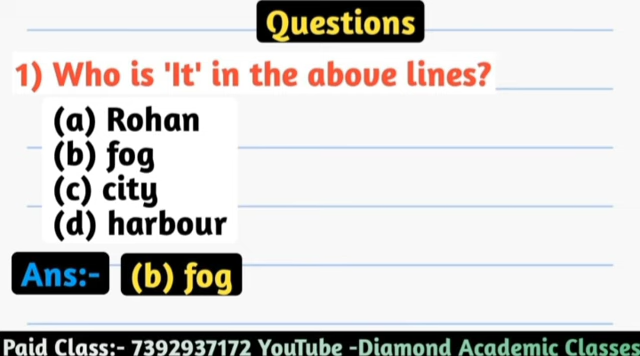 Questions
1) Who is 'It' in the above lines?
(a) Rohan
(b) fog
(c) city
(d) harbour
Ans:- (b) fog
Paid Class:- 7392937172 YouTube -Diamond Academic Classes